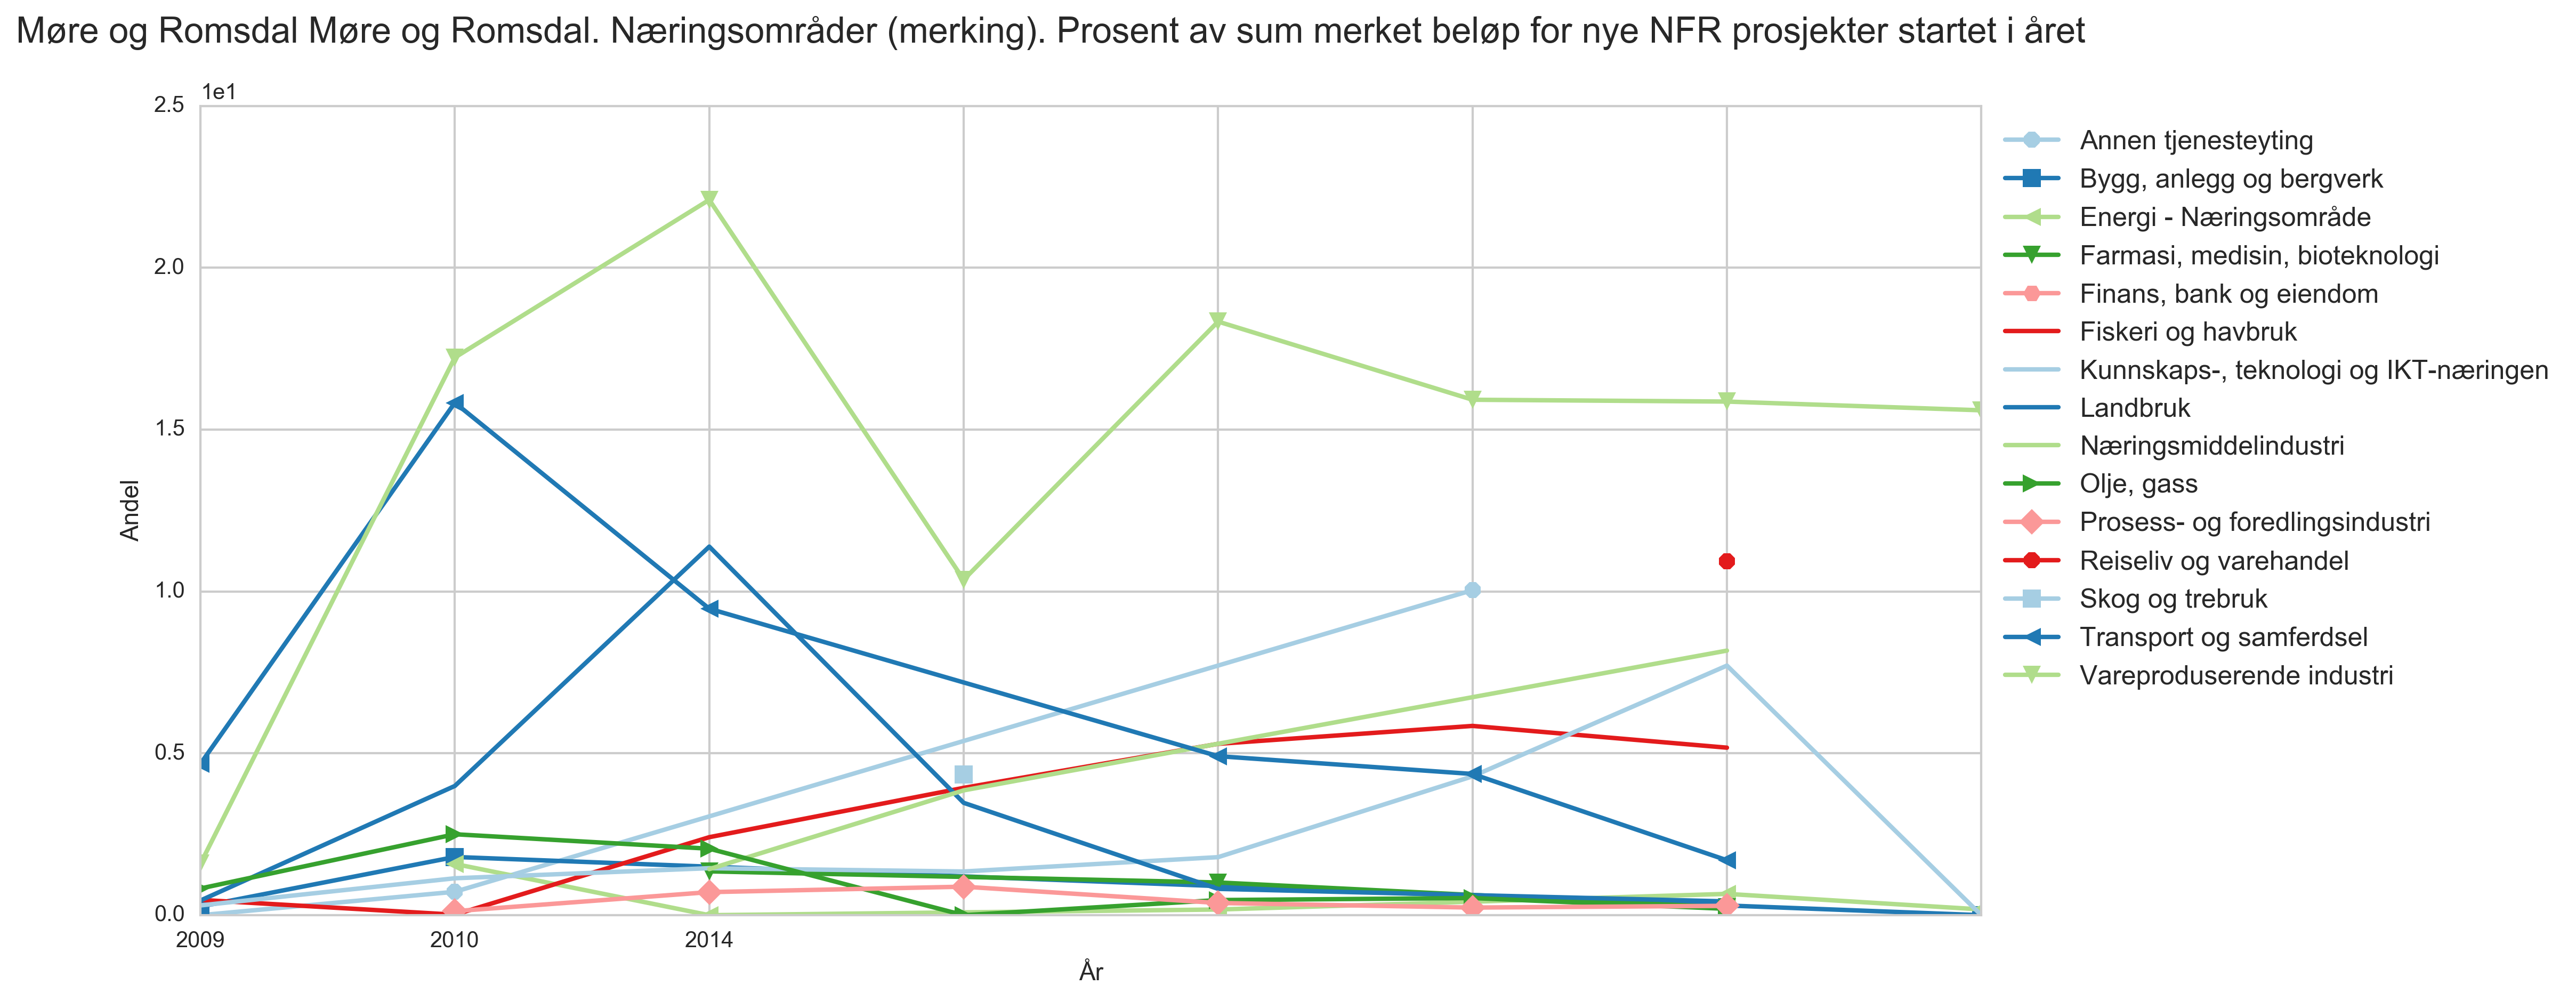 Møre og Romsdal Møre og Romsdal. Næringsområder (merking). Prosent av sum merket beløp for nye NFR prosjekter startet i året
1e1
2.5
2.0
1.5
1.0
0.5
0.0
Andel
2009 2010 2014
År
Annen tjenesteyting
Bygg, anlegg og bergverk
Energi - Næringsområde
Farmasi, medisin, bioteknologi
Finans, bank og eiendom
Fiskeri og havbruk
Kunnskaps-, teknologi og IKT-næringen
Landbruk
Næringsmiddelindustri
Olje, gass
Prosess- og foredlingsindustri
Reiseliv og varehandel
Skog og trebruk
Transport og samferdsel
Vareproduserende industri